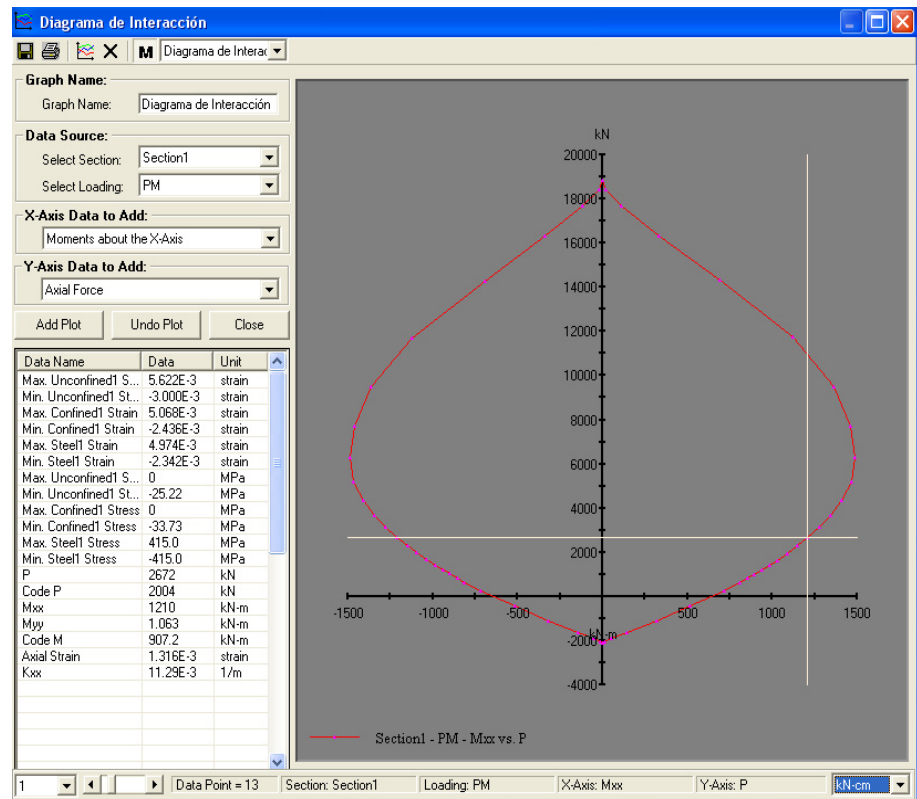 Diagrama de Interacción
M Diagrama de Interac
Graph Name:
Graph Name: Diagrama de Interacción
Data Source:
Select Section: Section1
Select Loading: PM
X-Axis Data to Add:
Moments about the X-Axis
Y-Axis Data to Add:
Axial Force
Add Plot Undo Plot Close
Data Name Data Unit
Max. Unconfined1 S... 5.622E-3 strain
Min. Unconfined1 St... -3.000E-3 strain
Max. Confined1 Strain 5.068E-3 strain
Min. Confined1 Strain -2.436E-3 strain
Max. Steel1 Strain 4.974E-3 strain
Min. Steel1 Strain -2.342E-3 strain
Max. Unconfined1 S... 0 MPa
Min. Unconfined1 St... -25.22 MPa
Max. Confined1 Stress 0 MPa
Min. Confined1 Stress -33.73 MPa
Max. Steel1 Stress 415.0 MPa
Min. Steel1 Stress -415.0 MPa
P 2672 kN
Code P 2004 kN
Mxx 1210 kN-m
Myy 1.063 kN-m
Code M 907.2 kN-m
Axial Strain 1.316E-3 strain
Kxx 11.29E-3 1/m
kN
20000
18000
16000
14000
12000
10000
8000
6000
4000
2000
-1500 -1000 -500 500 1000 1500
-2000 kN-m
-4000
Section1 - PM - Mxx vs. P
1 Data Point = 13 Section: Section1 Loading: PM X-Axis: Mxx Y-Axis: P kN-cm